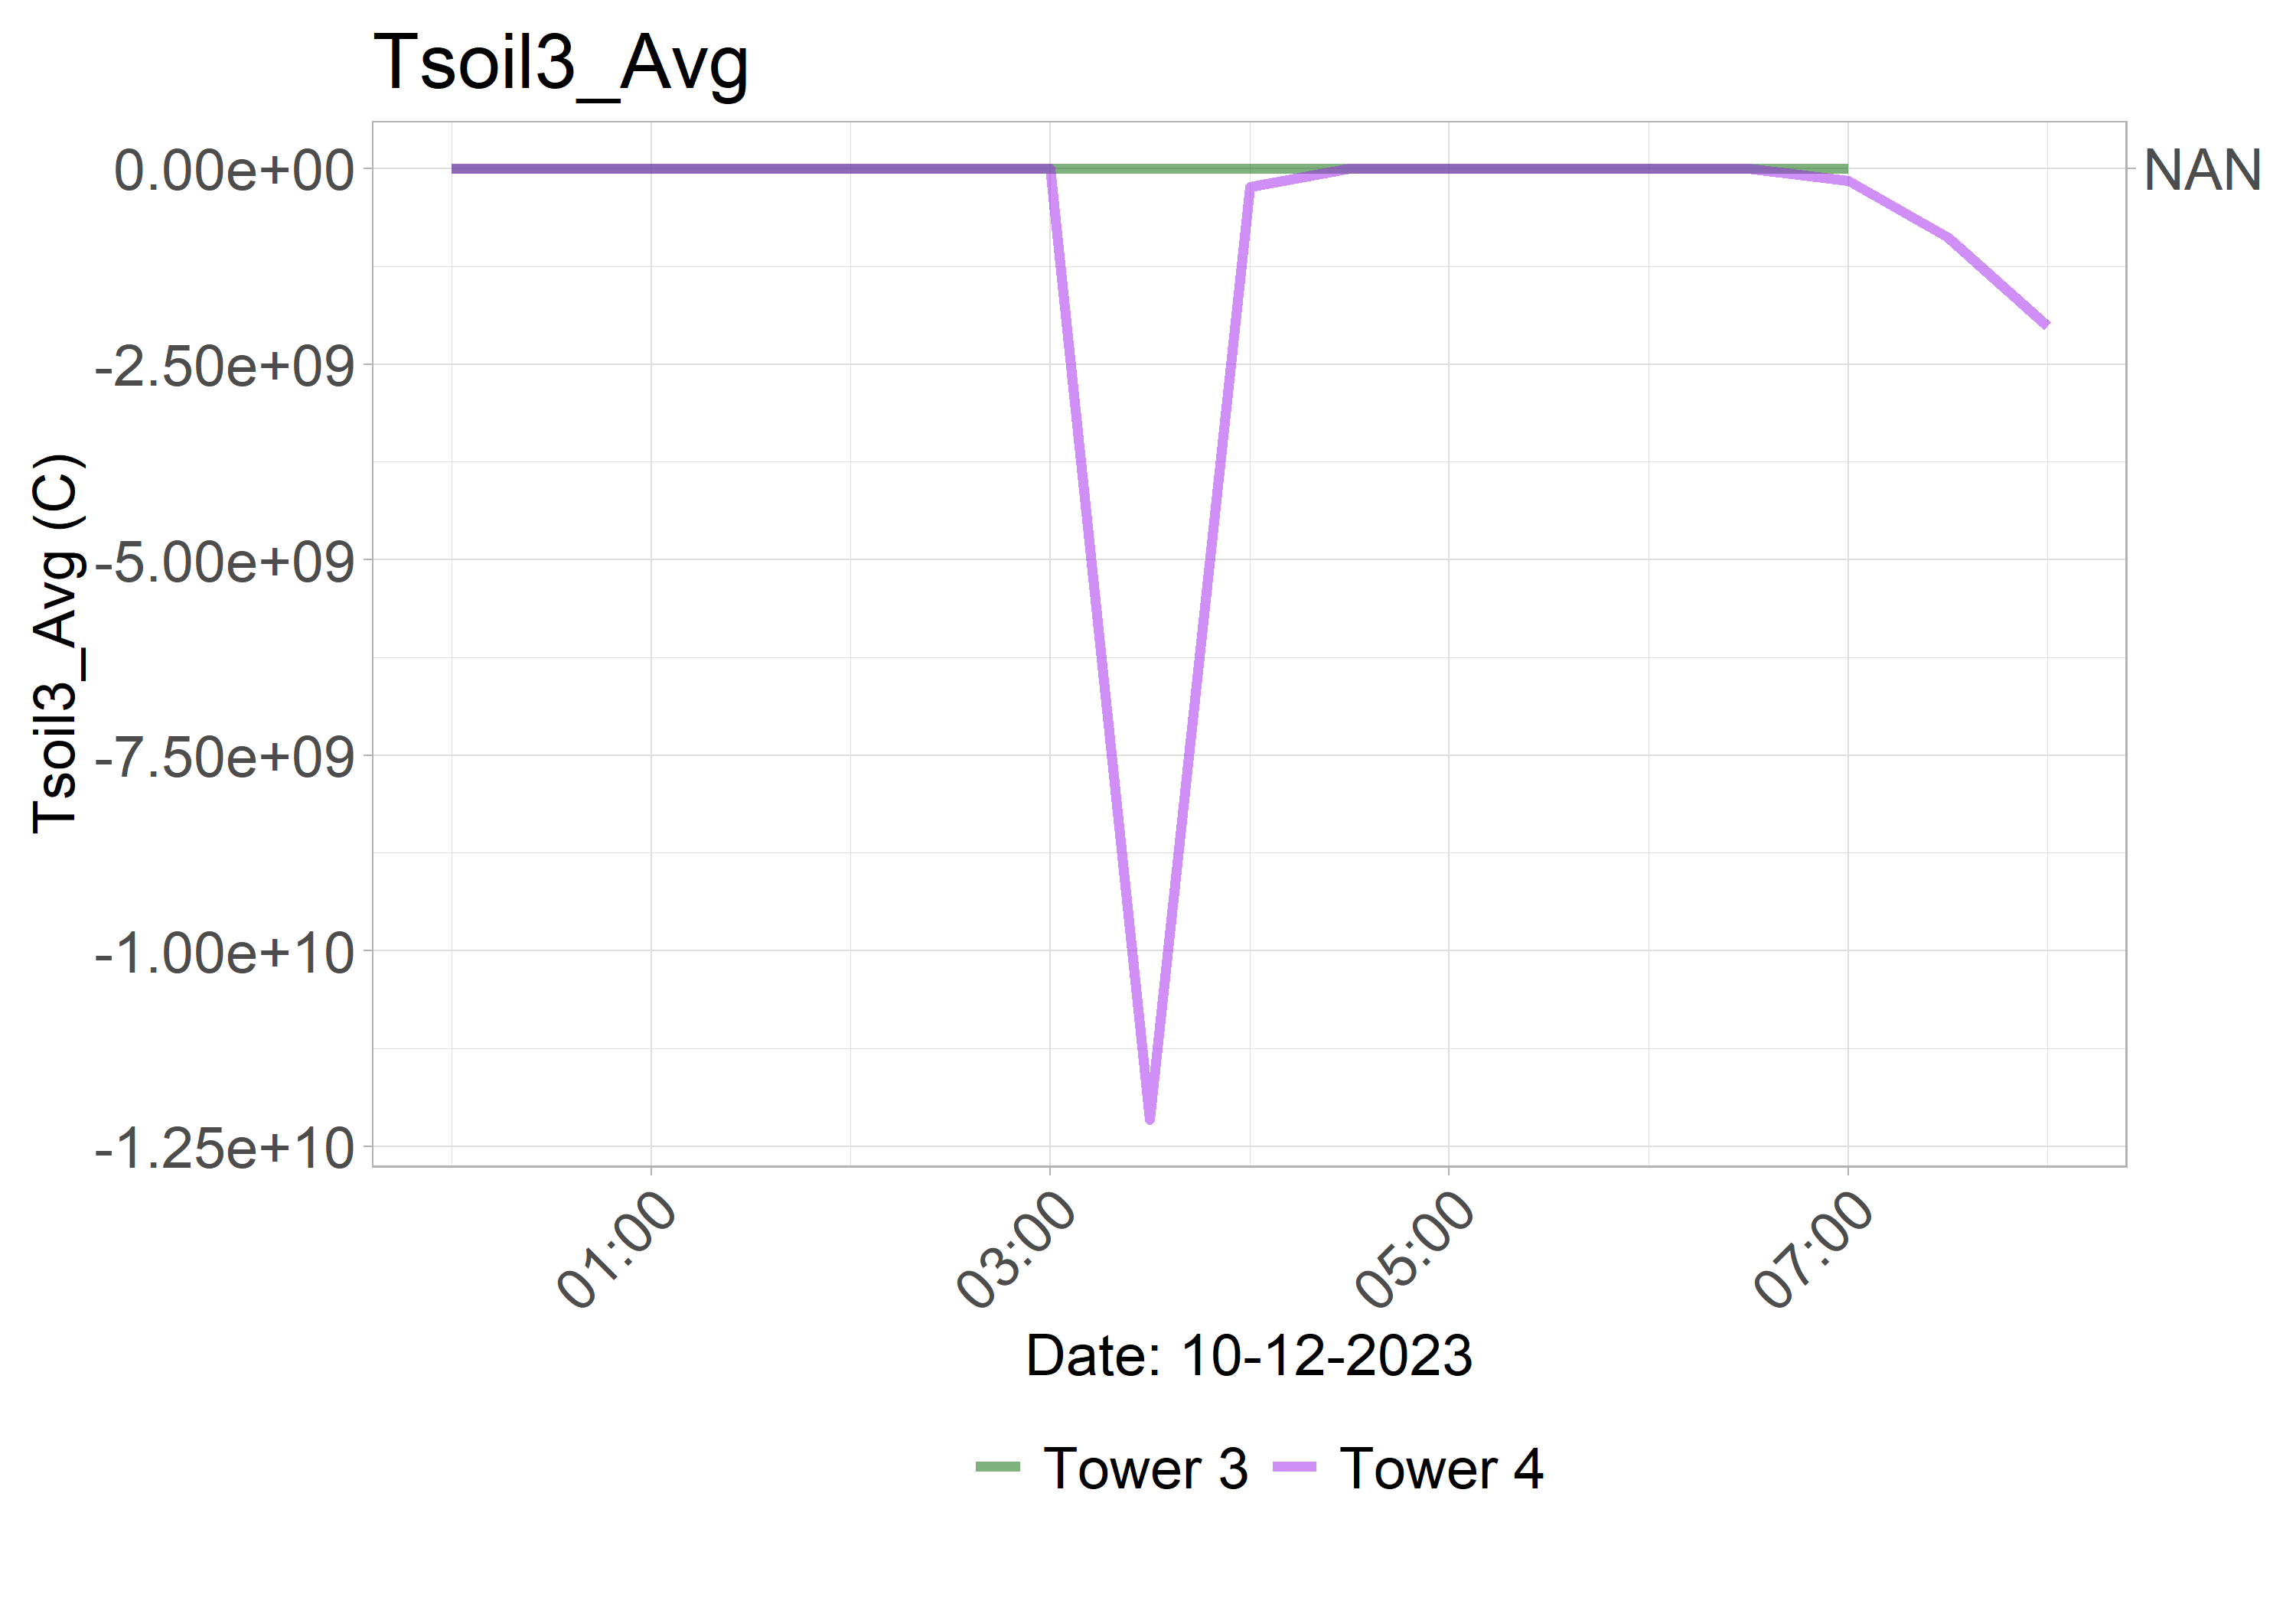 Tsoil3_Avg
Tsoil3_Avg (C)
0.00e+00
-2.50e+09
-5.00e+09
-7.50e+09
-1.00e+10
-1.25e+10
NAN
01:00
03:00
05:00
07:00
Date: 10-12-2023
Tower 3
Tower 4